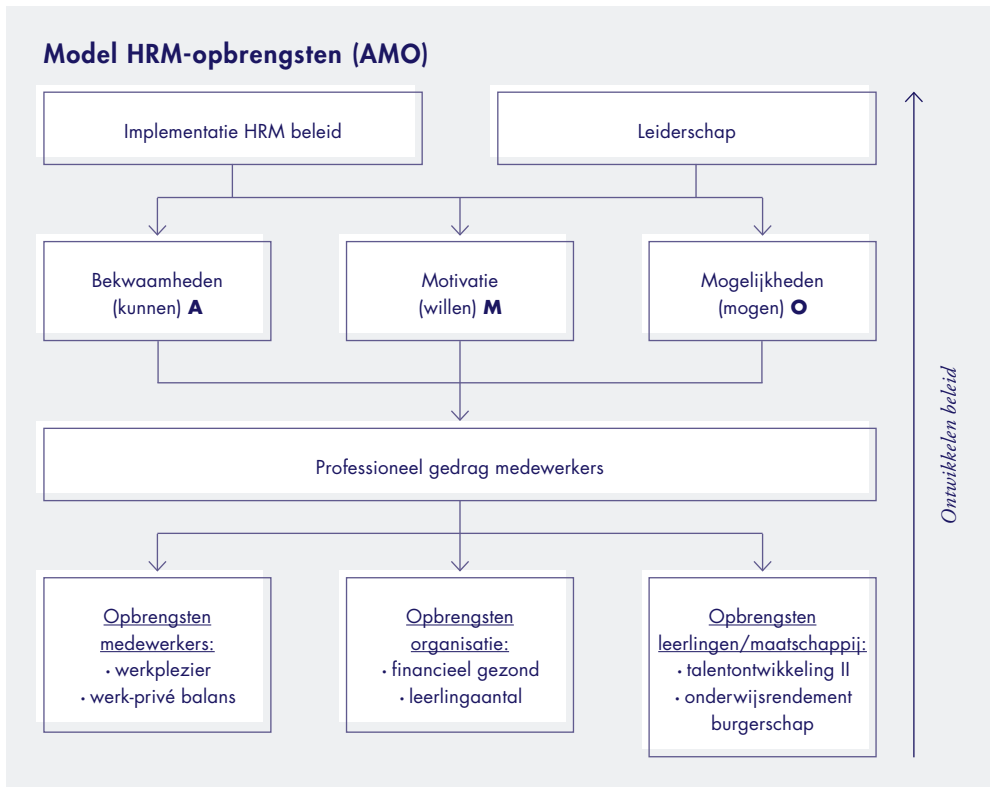 Model HRM-opbrengsten (AMO)
Implementatie HRM beleid
Leiderschap
Bekwaamheden
(kunnen) A
Motivatie
(willen) M
Mogelijkheden
(mogen) O
Professioneel gedrag medewerkers
Opbrengsten
medewerkers:
• werkplezier
• werk-privé balans
Opbrengsten
organisatie:
• financieel gezond
• leerlingaantal
Opbrengsten
leerlingen/maatschappij:
• talentontwikkeling II
• onderwijsrendement
burgerschap
Ontwikkelen beleid